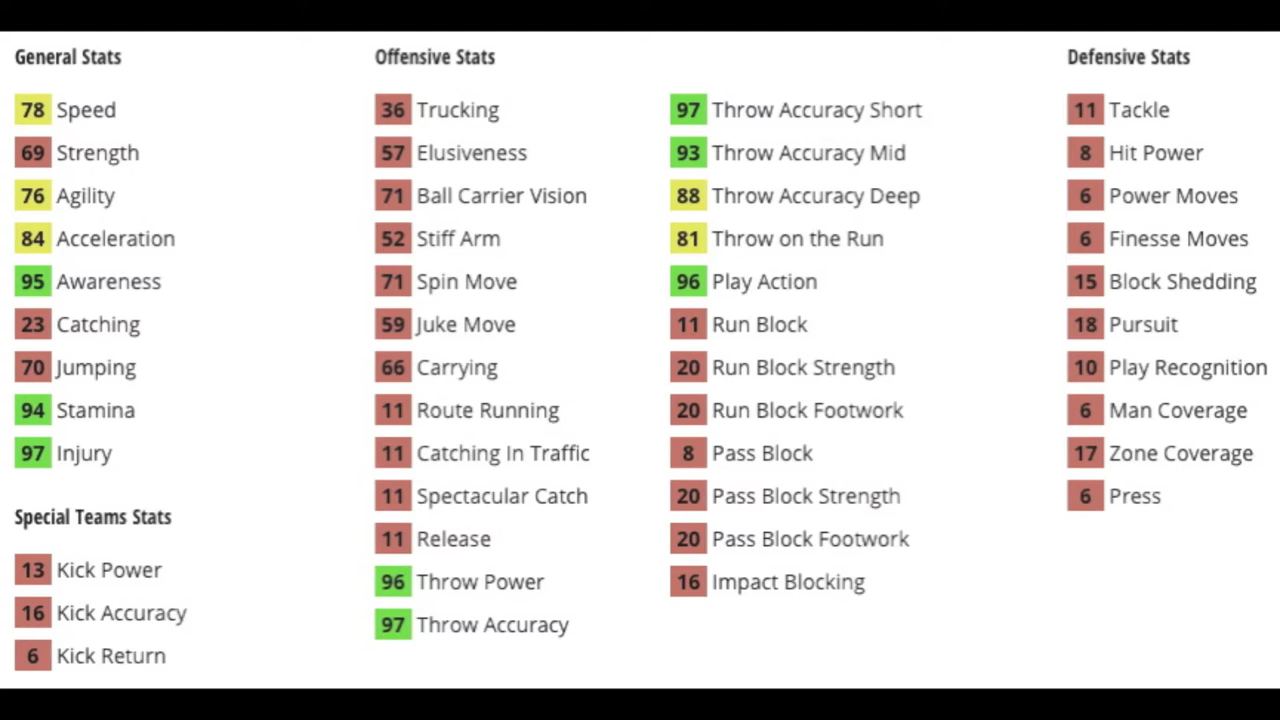 General Stats
78 Speed
69 Strength
76 Agility
84 Acceleration
95 Awareness
23 Catching
70 Jumping
94 Stamina
97 Injury
Special Teams Stats
13 Kick Power
16 Kick Accuracy
6 Kick Return
Offensive Stats
36 Trucking
57 Elusiveness
71 Ball Carrier Vision
52 Stiff Arm
71 Spin Move
59 Juke Move
66 Carrying
11 Route Running
11 Catching In Traffic
11 Spectacular Catch
11 Release
96 Throw Power
97 Throw Accuracy
97 Throw Accuracy Short
93 Throw Accuracy Mid
88 Throw Accuracy Deep
81 Throw on the Run
96 Play Action
11 Run Block
20 Run Block Strength
20 Run Block Footwork
8 Pass Block
20 Pass Block Strength
20 Pass Block Footwork
16 Impact Blocking
Defensive Stats
11 Tackle
8 Hit Power
6 Power Moves
6 Finesse Moves
15 Block Shedding
18 Pursuit
10 Play Recognition
6 Man Coverage
17 Zone Coverage
6 Press